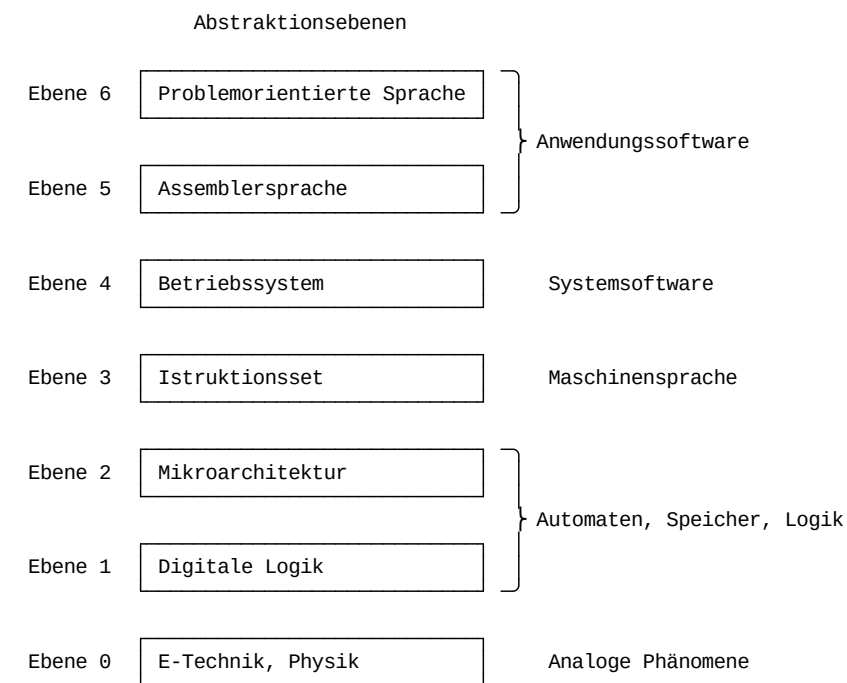 Abstraktionsebenen
Ebene 6 Problemorientierte Sprache
Anwendungssoftware
Ebene 5 Assemblersprache
Ebene 4 Betriebssystem Systemsoftware
Ebene 3 Istruktionsset Maschinensprache
Ebene 2 Mikroarchitektur
Automaten, Speicher, Logik
Ebene 1 Digitale Logik
Ebene 0 E-Technik, Physik Analoge Phänomene